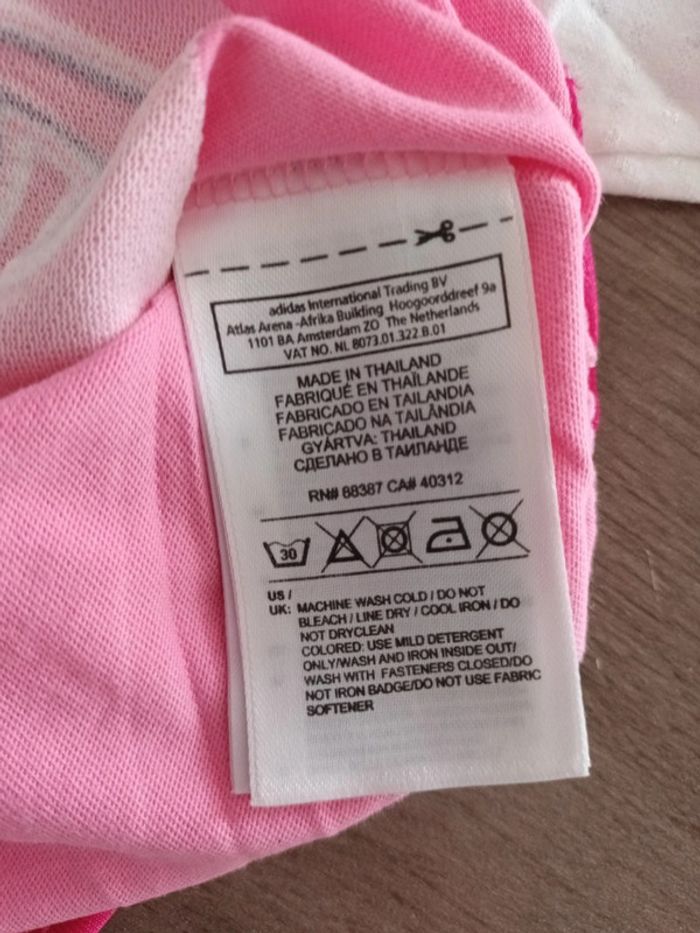 adidas International Trading BV
Atlas Arena -Afrika Building Hoogoorddreef 9a
1101 BA Amsterdam ZO The Netherlands
VAT NO. NL 8073.01.322.B.01
MADE IN THAILAND
FABRIQUÉ EN THAÏLANDE
FABRICADO EN TAILANDIA
FABRICADO NA TAILÂNDIA
GYÁRTVA: THAILAND
СДЕЛАНО В ТАИЛАНДЕ
RN# 88387 CA# 40312
30
US /
UK: MACHINE WASH COLD / DO NOT
BLEACH / LINE DRY / COOL IRON / DO
NOT DRYCLEAN
COLORED: USE MILD DETERGENT
ONLY/WASH AND IRON INSIDE OUT/
WASH WITH FASTENERS CLOSED/DO
NOT IRON BADGE/DO NOT USE FABRIC
SOFTENER